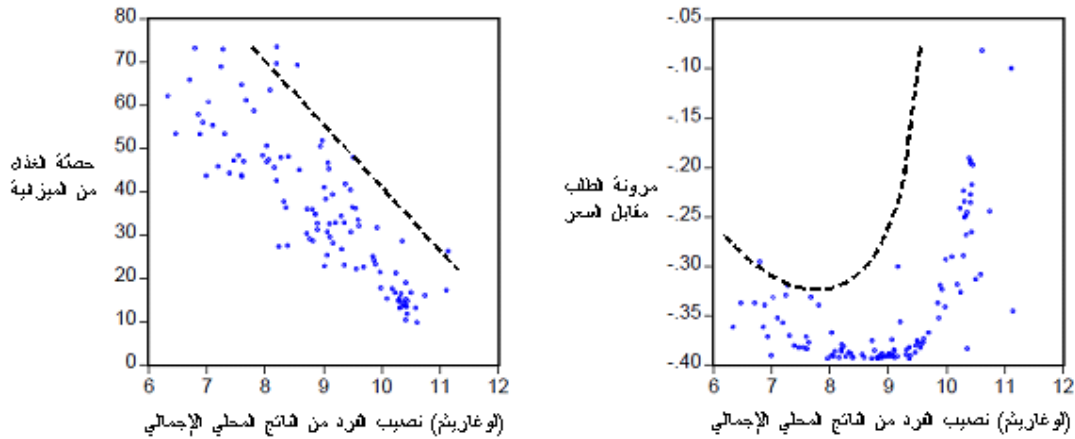 80
70
60
50
40
30
20
10
0
حصة الغذاء
من الميزانية
6 7 8 9 10 11 12
(لوغاريثم) نصيب الفرد من الناتج المحلي الإجمالي
-.05
-.10
-.15
-.20
-.25
-.30
-.35
-.40
مرونة الطلب
مقابل السعر
6 7 8 9 10 11 12
(لوغاريثم) نصيب الفرد من الناتج المحلي الإجمالي